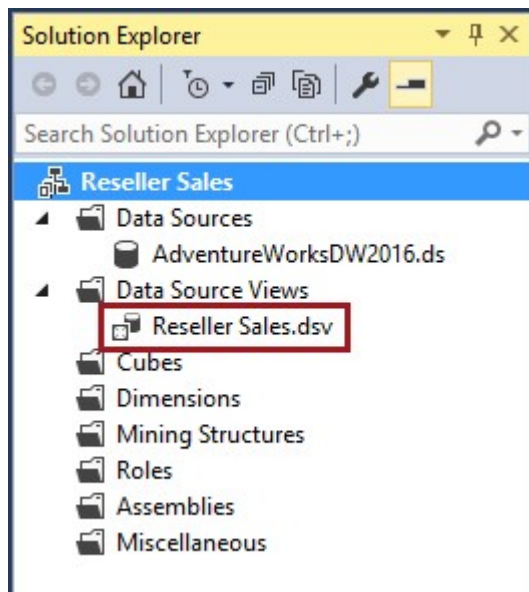 Solution Explorer
Search Solution Explorer (Ctrl+;)
Reseller Sales
Data Sources
AdventureWorksDW2016.ds
Data Source Views
Reseller Sales.dsv
Cubes
Dimensions
Mining Structures
Roles
Assemblies
Miscellaneous